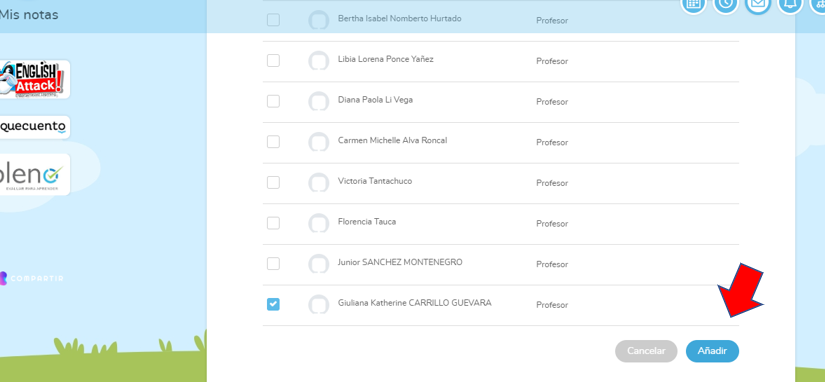 Mis notas
Bertha Isabel Nomberto Hurtado Profesor
Libia Lorena Ponce Yañez Profesor
ENGLISH
Attack!
Diana Paola Li Vega Profesor
quecuento
Carmen Michelle Alva Roncal Profesor
pleno
Victoria Tantachuco Profesor
Florencia Tauca Profesor
Junior SANCHEZ MONTENEGRO Profesor
COMPARTIR
Giuliana Katherine CARRILLO GUEVARA Profesor
Cancelar Añadir